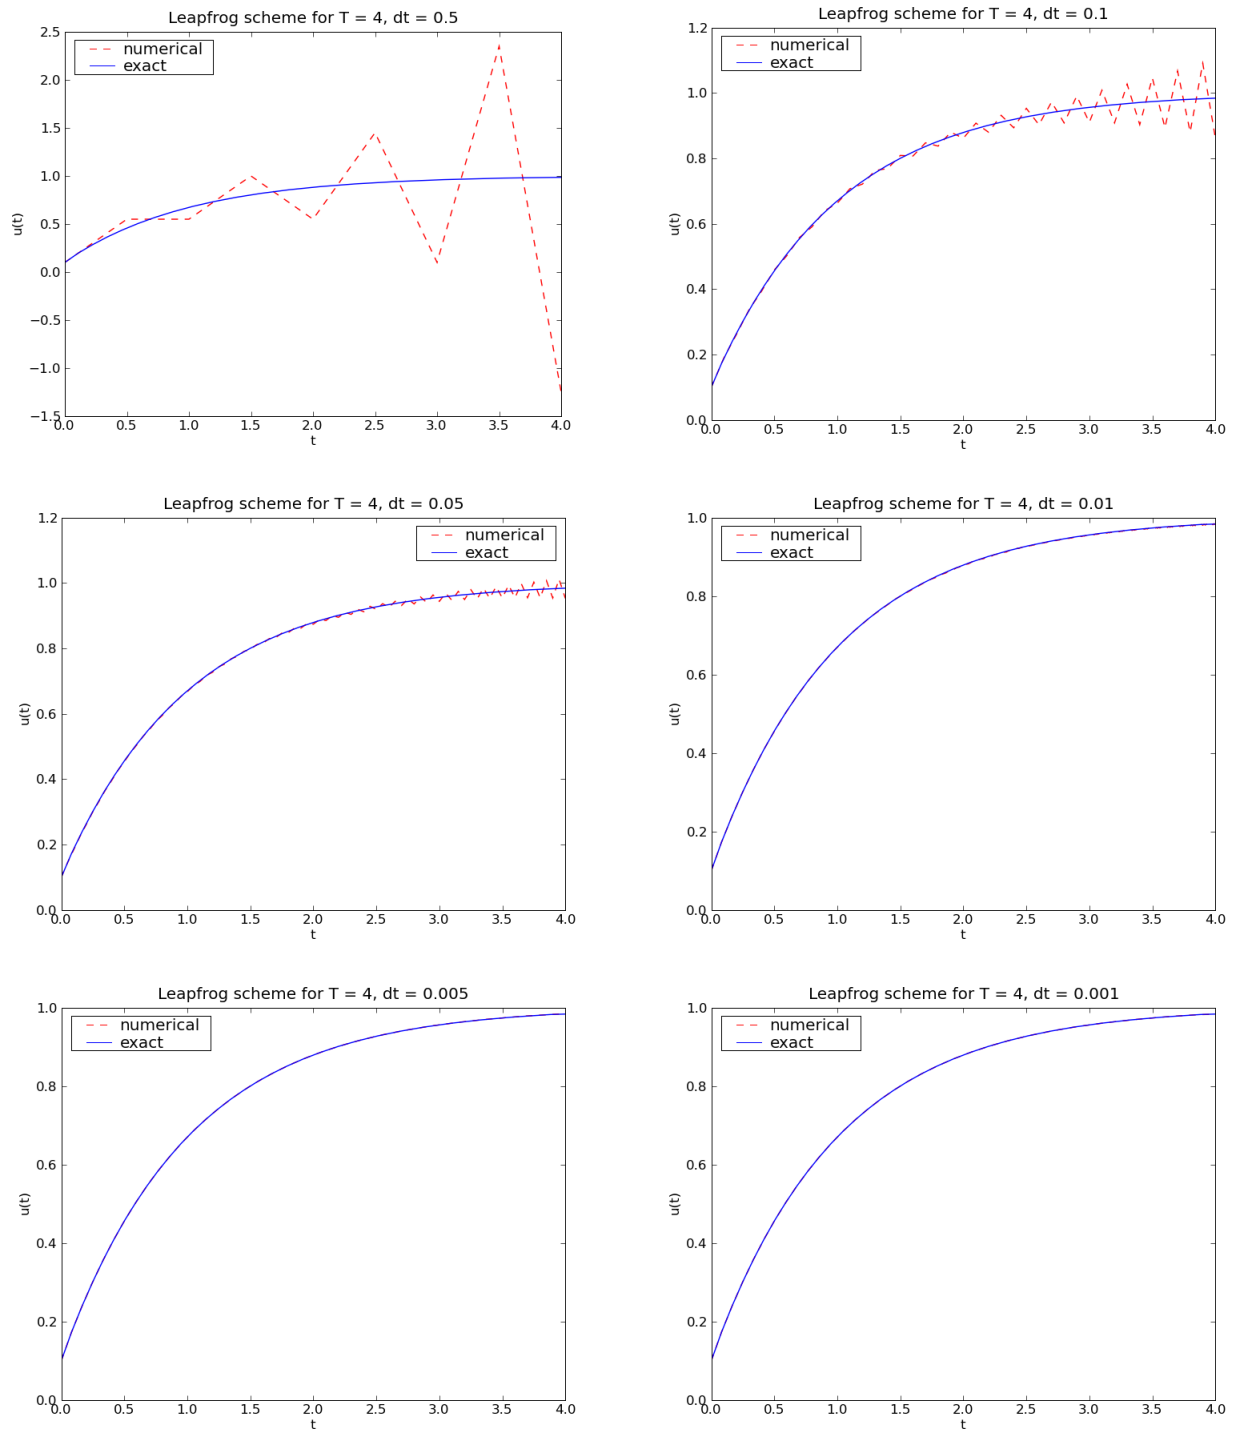 Leapfrog scheme for T = 4, dt = 0.5
2.5
2.0
1.5
1.0
0.5
0.0
−0.5
−1.0
−1.5
u(t)
numerical
exact
0.0 0.5 1.0 1.5 2.0 2.5 3.0 3.5 4.0
t
Leapfrog scheme for T = 4, dt = 0.1
1.2
1.0
0.8
0.6
0.4
0.2
0.0
u(t)
numerical
exact
0.0 0.5 1.0 1.5 2.0 2.5 3.0 3.5 4.0
t
Leapfrog scheme for T = 4, dt = 0.05
1.2
1.0
0.8
0.6
0.4
0.2
0.0
u(t)
numerical
exact
0.0 0.5 1.0 1.5 2.0 2.5 3.0 3.5 4.0
t
Leapfrog scheme for T = 4, dt = 0.01
1.0
0.8
0.6
0.4
0.2
0.0
u(t)
numerical
exact
0.0 0.5 1.0 1.5 2.0 2.5 3.0 3.5 4.0
t
Leapfrog scheme for T = 4, dt = 0.005
1.0
0.8
0.6
0.4
0.2
0.0
u(t)
numerical
exact
0.0 0.5 1.0 1.5 2.0 2.5 3.0 3.5 4.0
t
Leapfrog scheme for T = 4, dt = 0.001
1.0
0.8
0.6
0.4
0.2
0.0
u(t)
numerical
exact
0.0 0.5 1.0 1.5 2.0 2.5 3.0 3.5 4.0
t